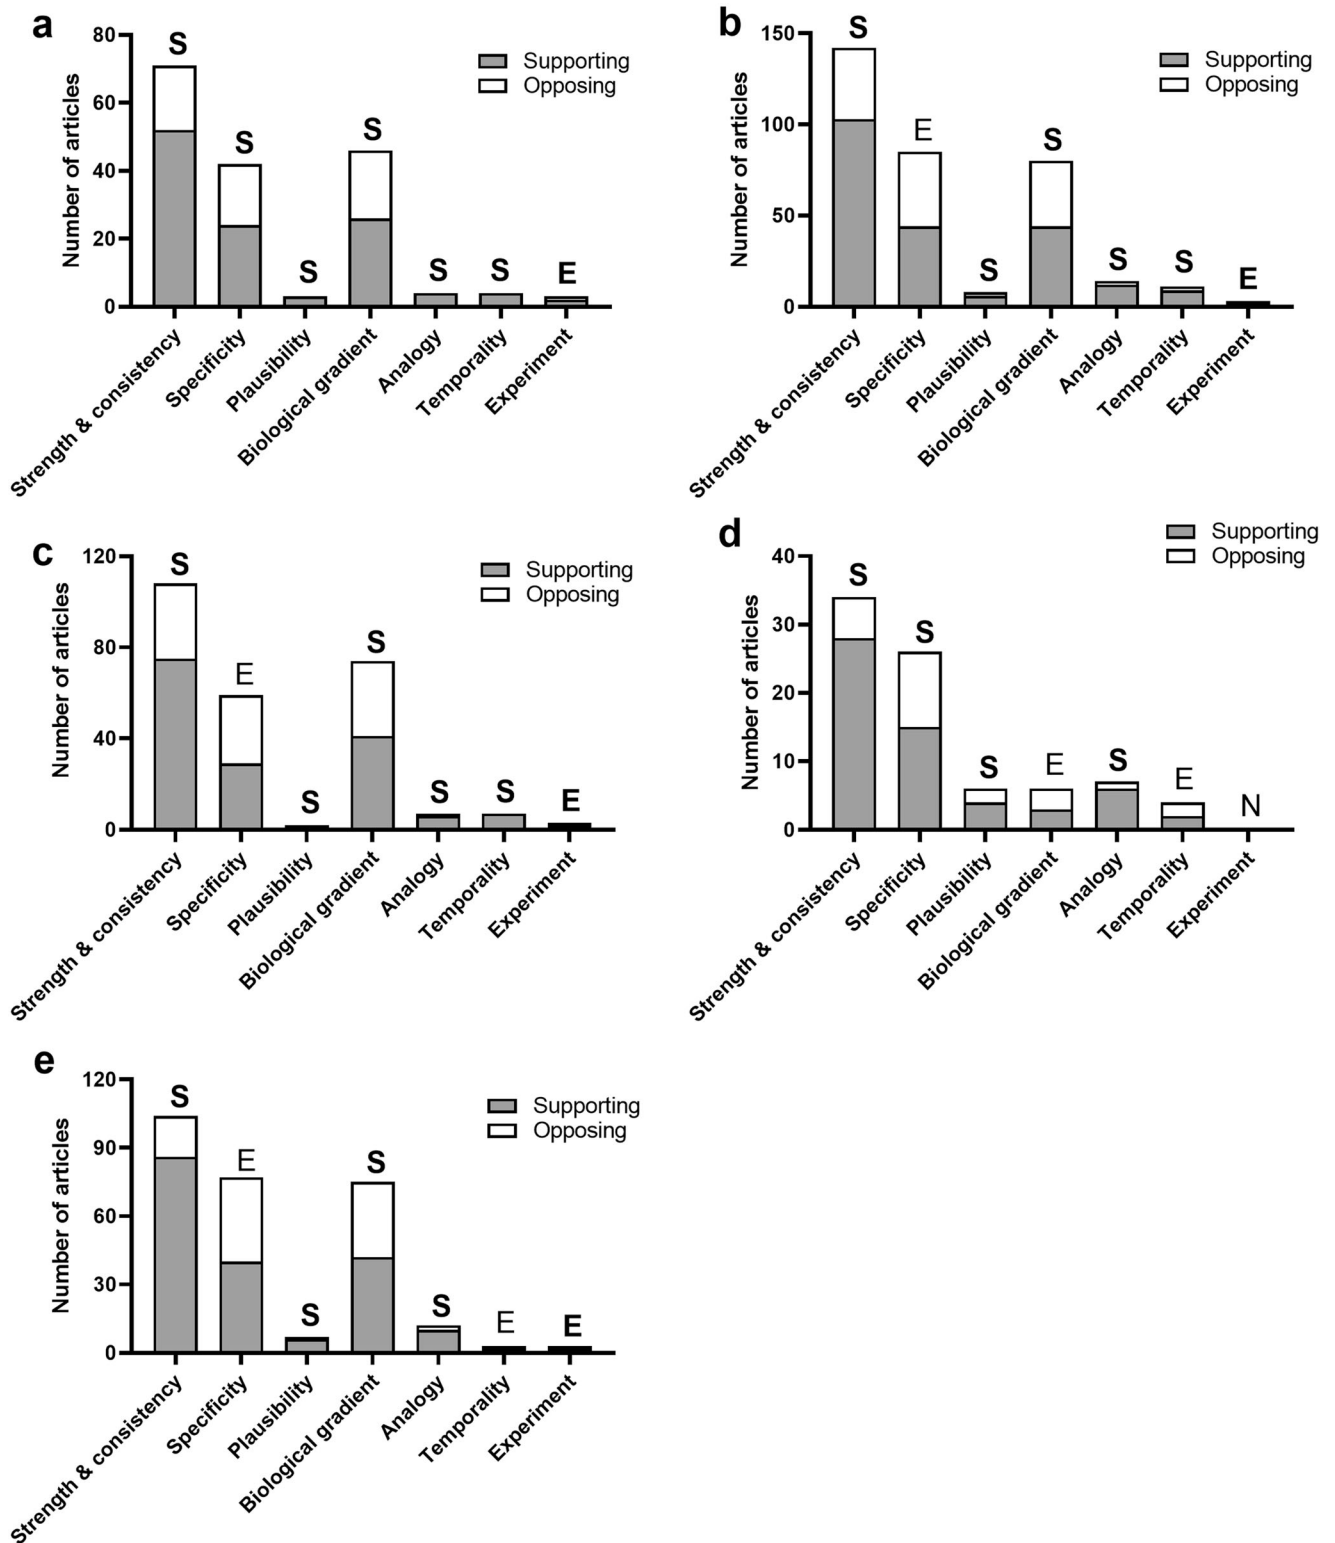 a
80
60
40
20
0
Number of articles
S
S
S
S
S
S
E
Supporting
Opposing
Strength & consistency
Specificity
Plausibility
Biological gradient
Analogy
Temporality
Experiment
b
150
100
50
0
Number of articles
S
E
S
S
S
S
E
Supporting
Opposing
Strength & consistency
Specificity
Plausibility
Biological gradient
Analogy
Temporality
Experiment
c
120
80
40
0
Number of articles
S
E
S
S
S
S
E
Supporting
Opposing
Strength & consistency
Specificity
Plausibility
Biological gradient
Analogy
Temporality
Experiment
d
40
30
20
10
0
Number of articles
S
S
S
E
S
E
N
Supporting
Opposing
Strength & consistency
Specificity
Plausibility
Biological gradient
Analogy
Temporality
Experiment
e
120
90
60
30
0
Number of articles
S
E
S
S
S
E
E
Supporting
Opposing
Strength & consistency
Specificity
Plausibility
Biological gradient
Analogy
Temporality
Experiment